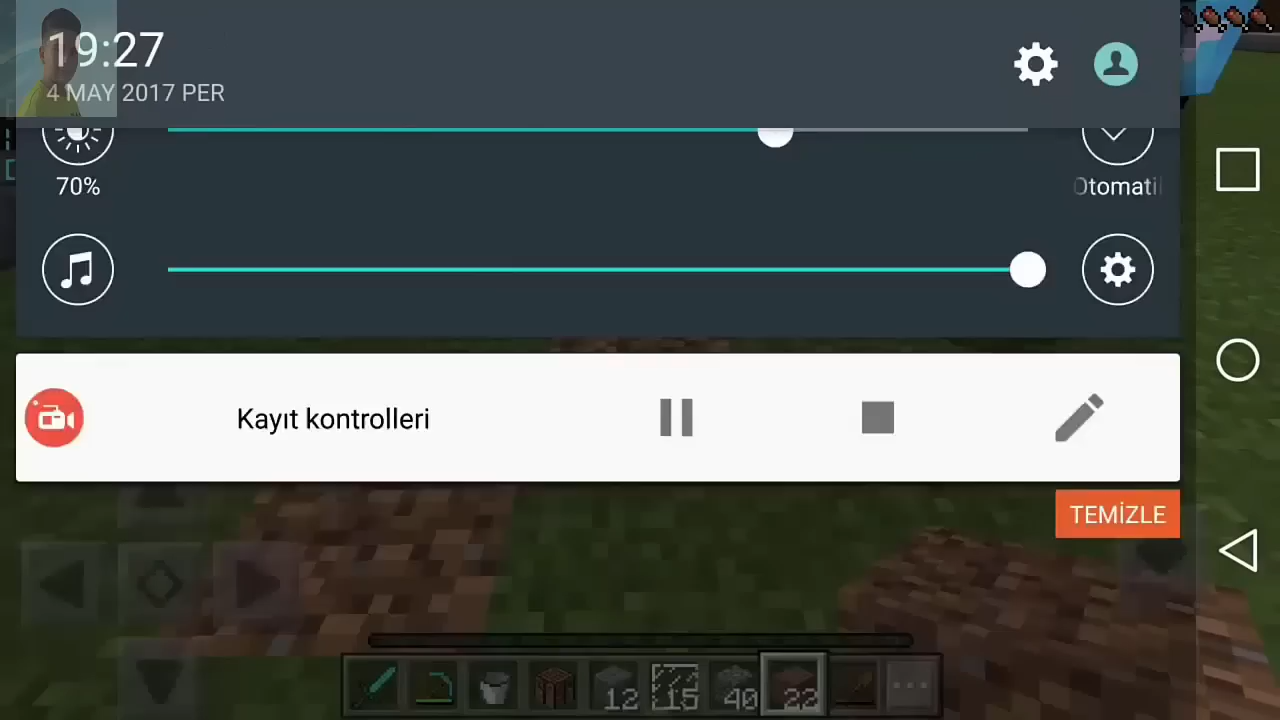 19:27
4 MAY 2017 PER
70%
Otomati
Kayıt kontrolleri
TEMİZLE
12
15
40
22